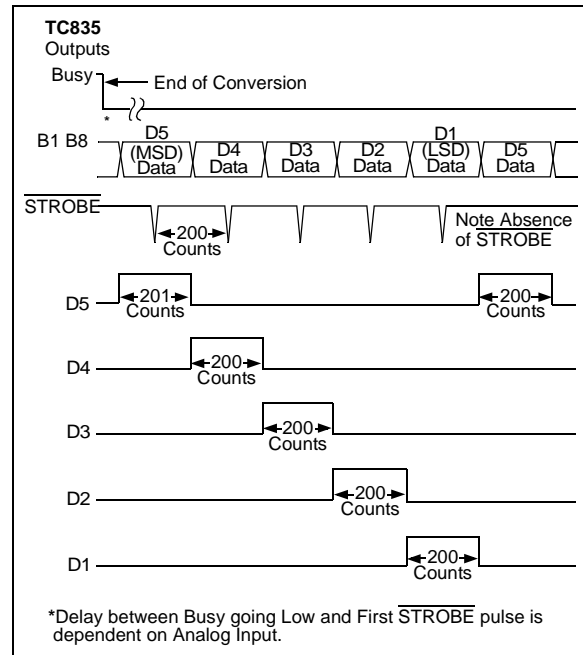 TC835
Outputs
Busy
End of Conversion
*
B1 B8
D5
(MSD)
Data
D4
Data
D3
Data
D2
Data
D1
(LSD)
Data
D5
Data
STROBE
200
Counts
Note Absence
of STROBE
D5
201
Counts
200
Counts
D4
200
Counts
D3
200
Counts
D2
200
Counts
D1
200
Counts
*Delay between Busy going Low and First STROBE pulse is
dependent on Analog Input.